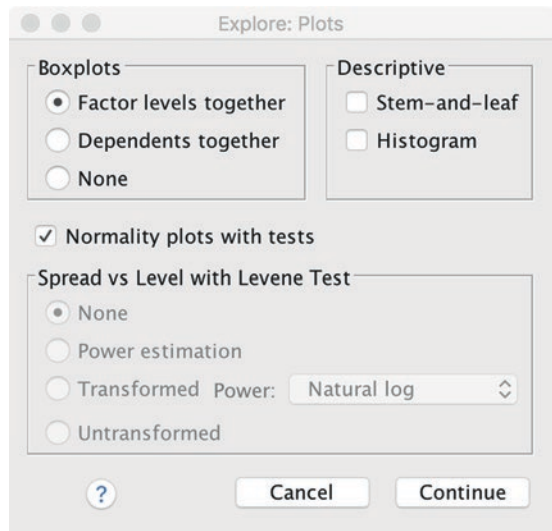 Explore: Plots
Boxplots
Factor levels together
Dependents together
None
Descriptive
Stem-and-leaf
Histogram
Normality plots with tests
Spread vs Level with Levene Test
None
Power estimation
Transformed Power: Natural log
Untransformed
?
Cancel
Continue